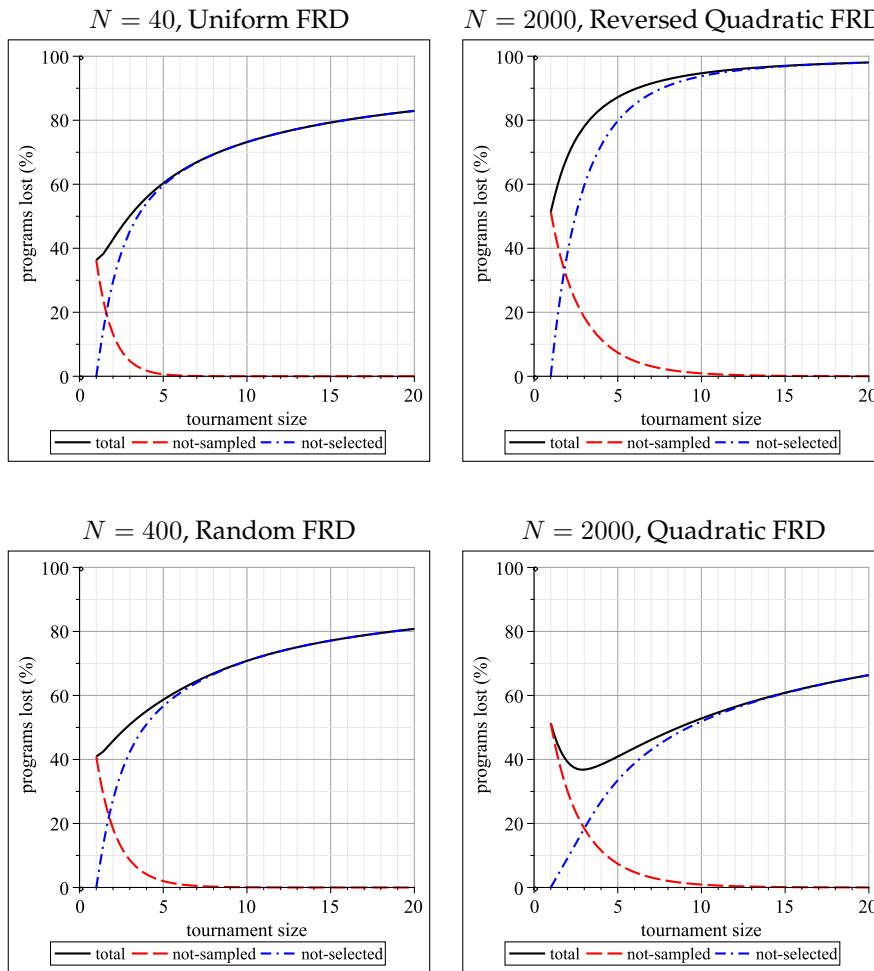 N = 40, Uniform FRD
100
80
60
40
20
0
programs lost (%)
0 5 10 15 20
tournament size
total not-sampled not-selected
N = 2000, Reversed Quadratic FRD
100
80
60
40
20
0
programs lost (%)
0 5 10 15 20
tournament size
total not-sampled not-selected
N = 400, Random FRD
100
80
60
40
20
0
programs lost (%)
0 5 10 15 20
tournament size
total not-sampled not-selected
N = 2000, Quadratic FRD
100
80
60
40
20
0
programs lost (%)
0 5 10 15 20
tournament size
total not-sampled not-selected